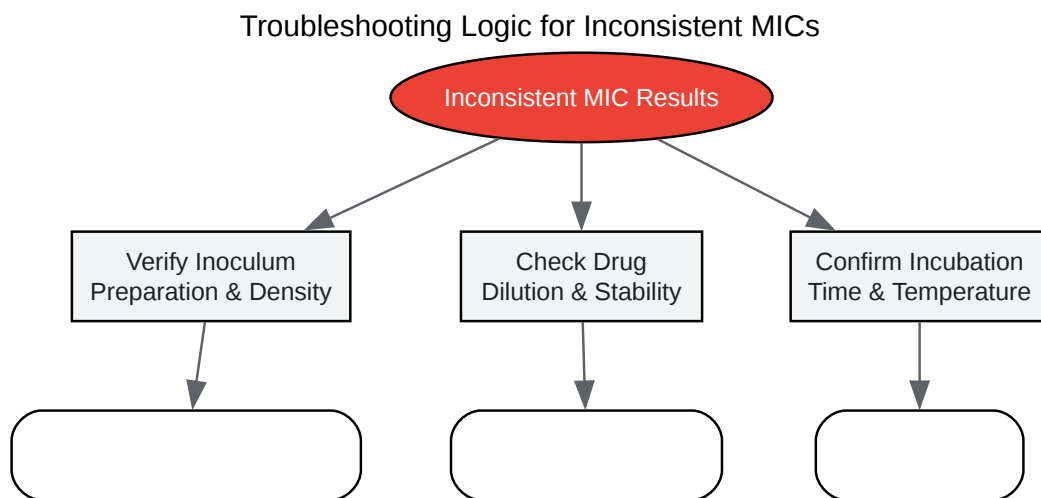 Troubleshooting Logic for Inconsistent MICs
Inconsistent MIC Results
Verify Inoculum
Preparation & Density
Check Drug
Dilution & Stability
Confirm Incubation
Time & Temperature